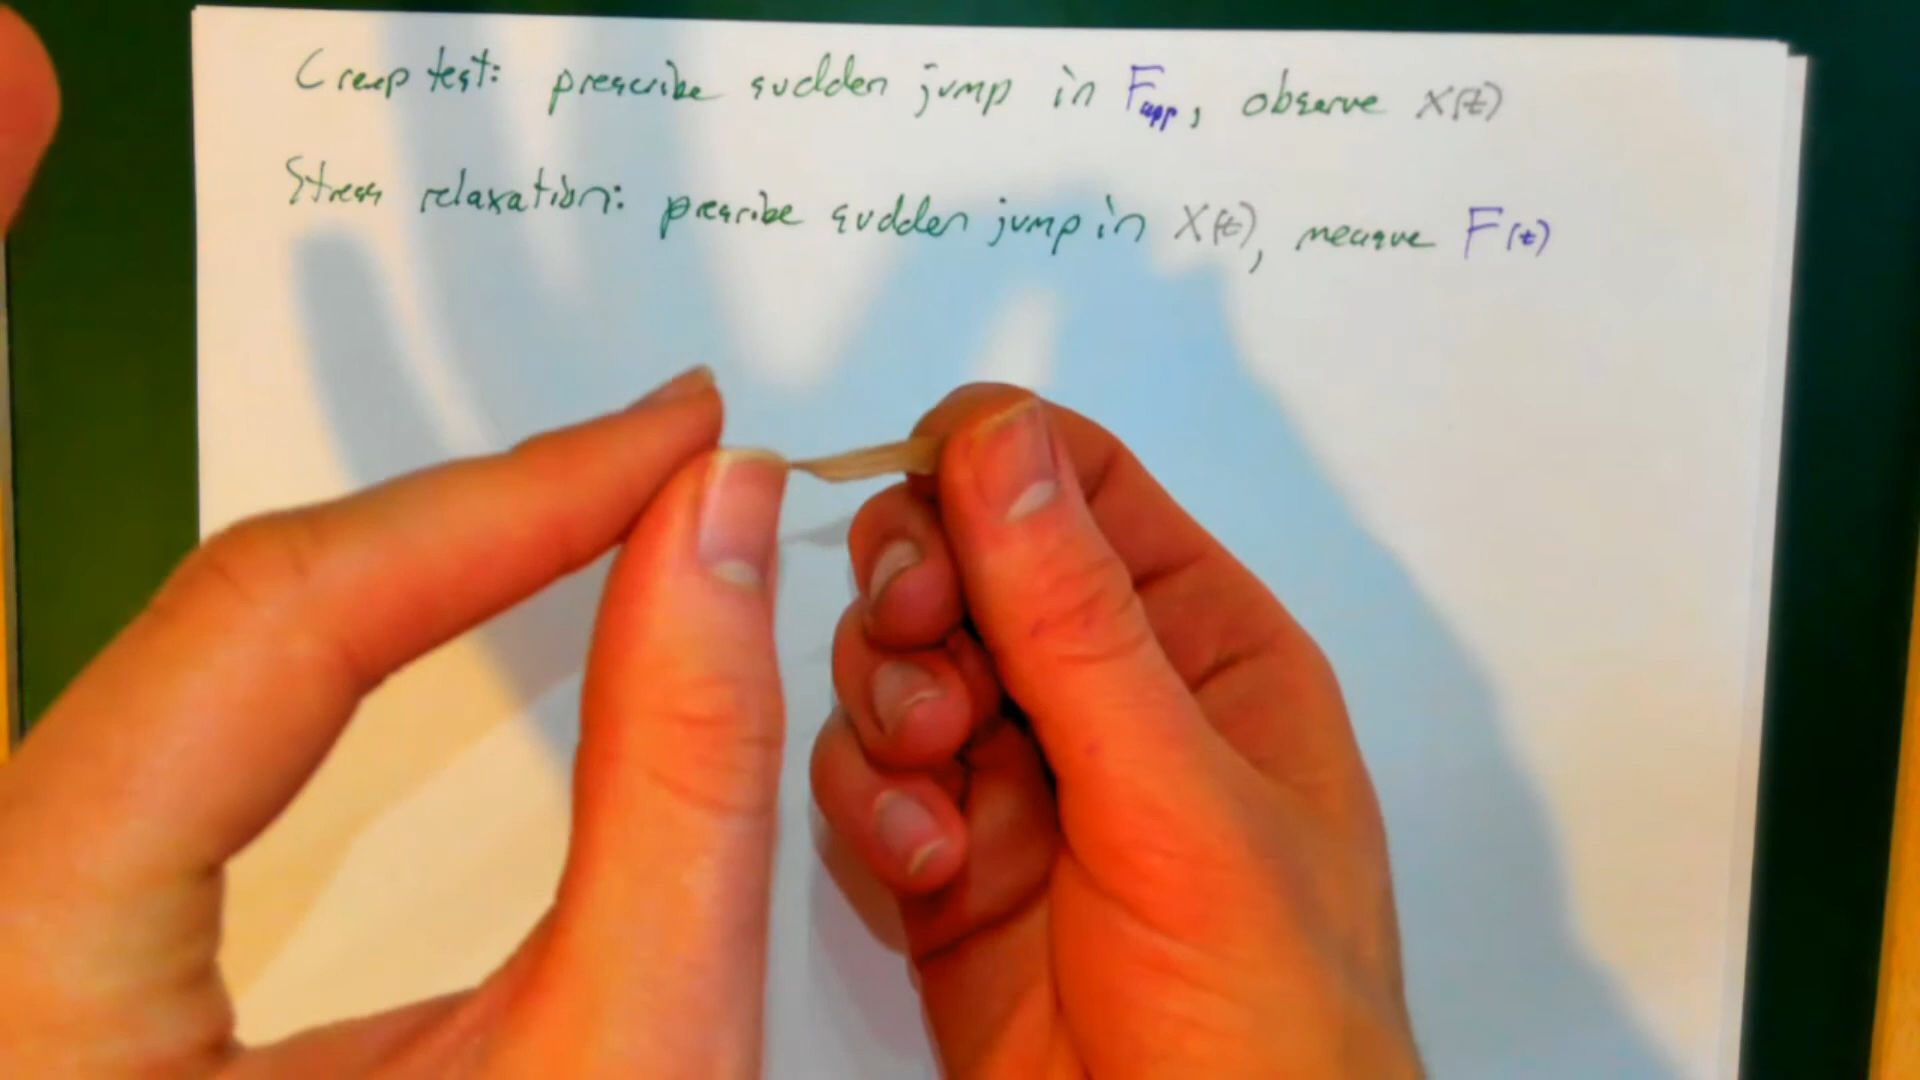 Creep test: prescribe sudden jump in Fapp, observe X(t)
Stress relaxation: prescribe sudden jump in X(t), measure F(t)